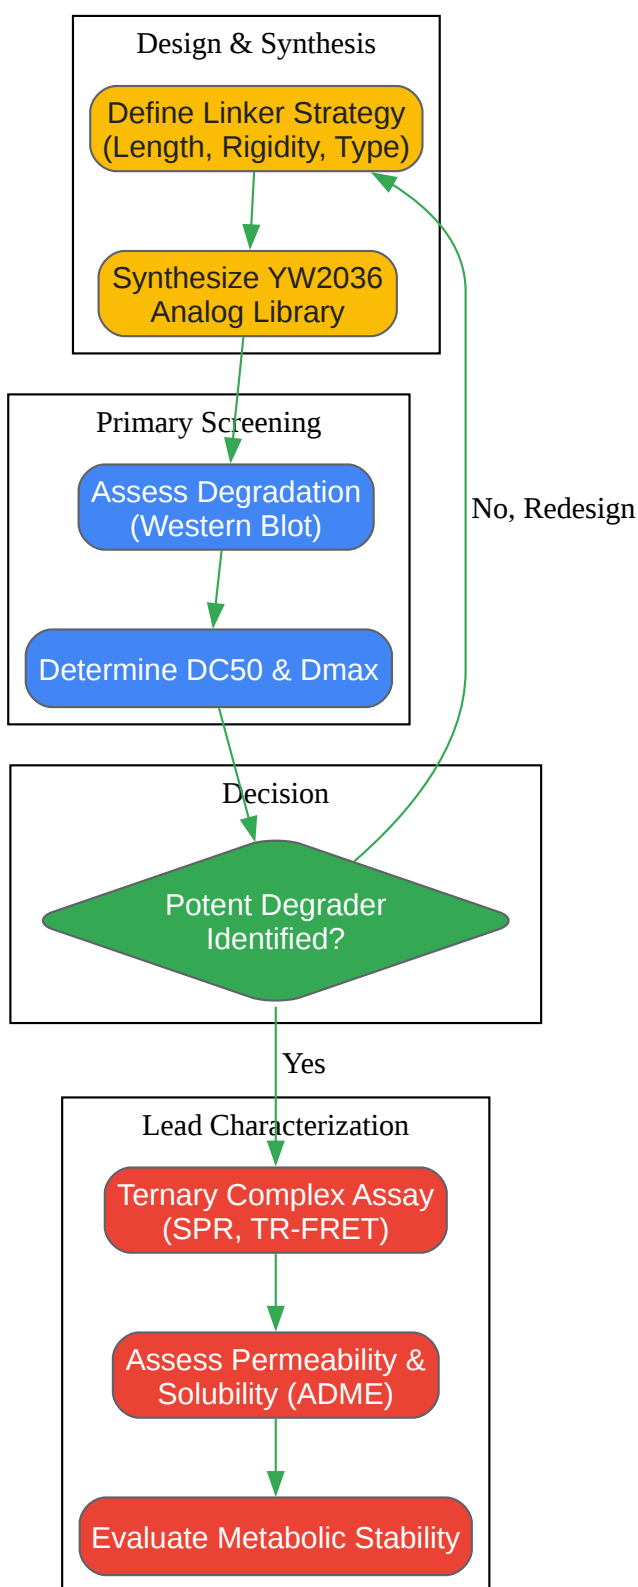 Design & Synthesis
Define Linker Strategy
(Length, Rigidity, Type)
Synthesize YW2036
Analog Library
Primary Screening
Assess Degradation
(Western Blot)
No, Redesign
Determine DC50 & Dmax
Decision
Potent Degrader
Identified?
Yes
Lead Characterization
Ternary Complex Assay
(SPR, TR-FRET)
Assess Permeability &
Solubility (ADME)
Evaluate Metabolic Stability